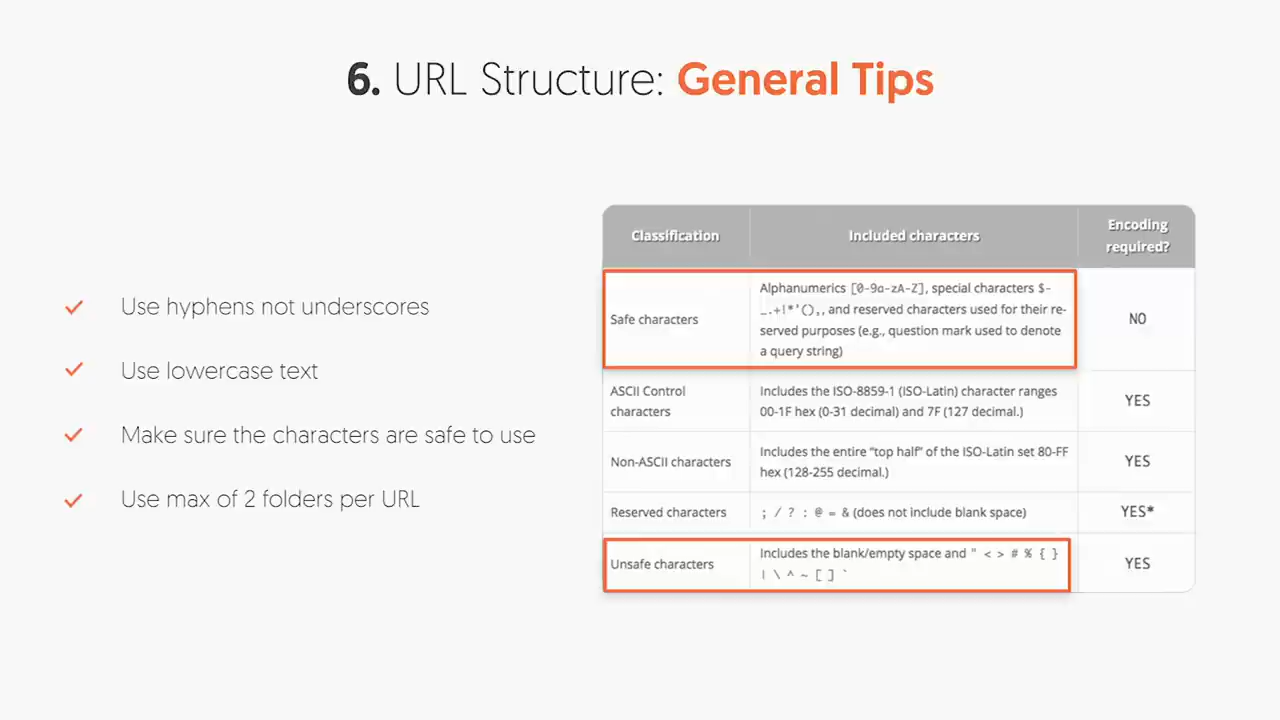 6. URL Structure: General Tips
Use hyphens not underscores
Use lowercase text
Make sure the characters are safe to use
Use max of 2 folders per URL
Classification
Included characters
Encoding
required?
Safe characters
Alphanumerics [0-9a-zA-Z], special characters $-
_.+!*'(),, and reserved characters used for their re-
served purposes (e.g., question mark used to denote
a query string)
NO
ASCII Control
characters
Includes the ISO-8859-1 (ISO-Latin) character ranges
00-1F hex (0-31 decimal) and 7F (127 decimal.)
YES
Non-ASCII characters
Includes the entire “top half” of the ISO-Latin set 80-FF
hex (128-255 decimal.)
YES
Reserved characters
; / ? : @ = & (does not include blank space)
YES*
Unsafe characters
Includes the blank/empty space and " < > # % { }
| \ ^ ~ [ ] `
YES